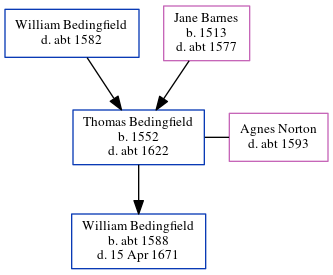 William Bedingfield
d. abt 1582
Jane Barnes
b. 1513
d. abt 1577
Thomas Bedingfield
b. 1552
d. abt 1622
Agnes Norton
d. abt 1593
William Bedingfield
b. abt 1588
d. 15 Apr 1671